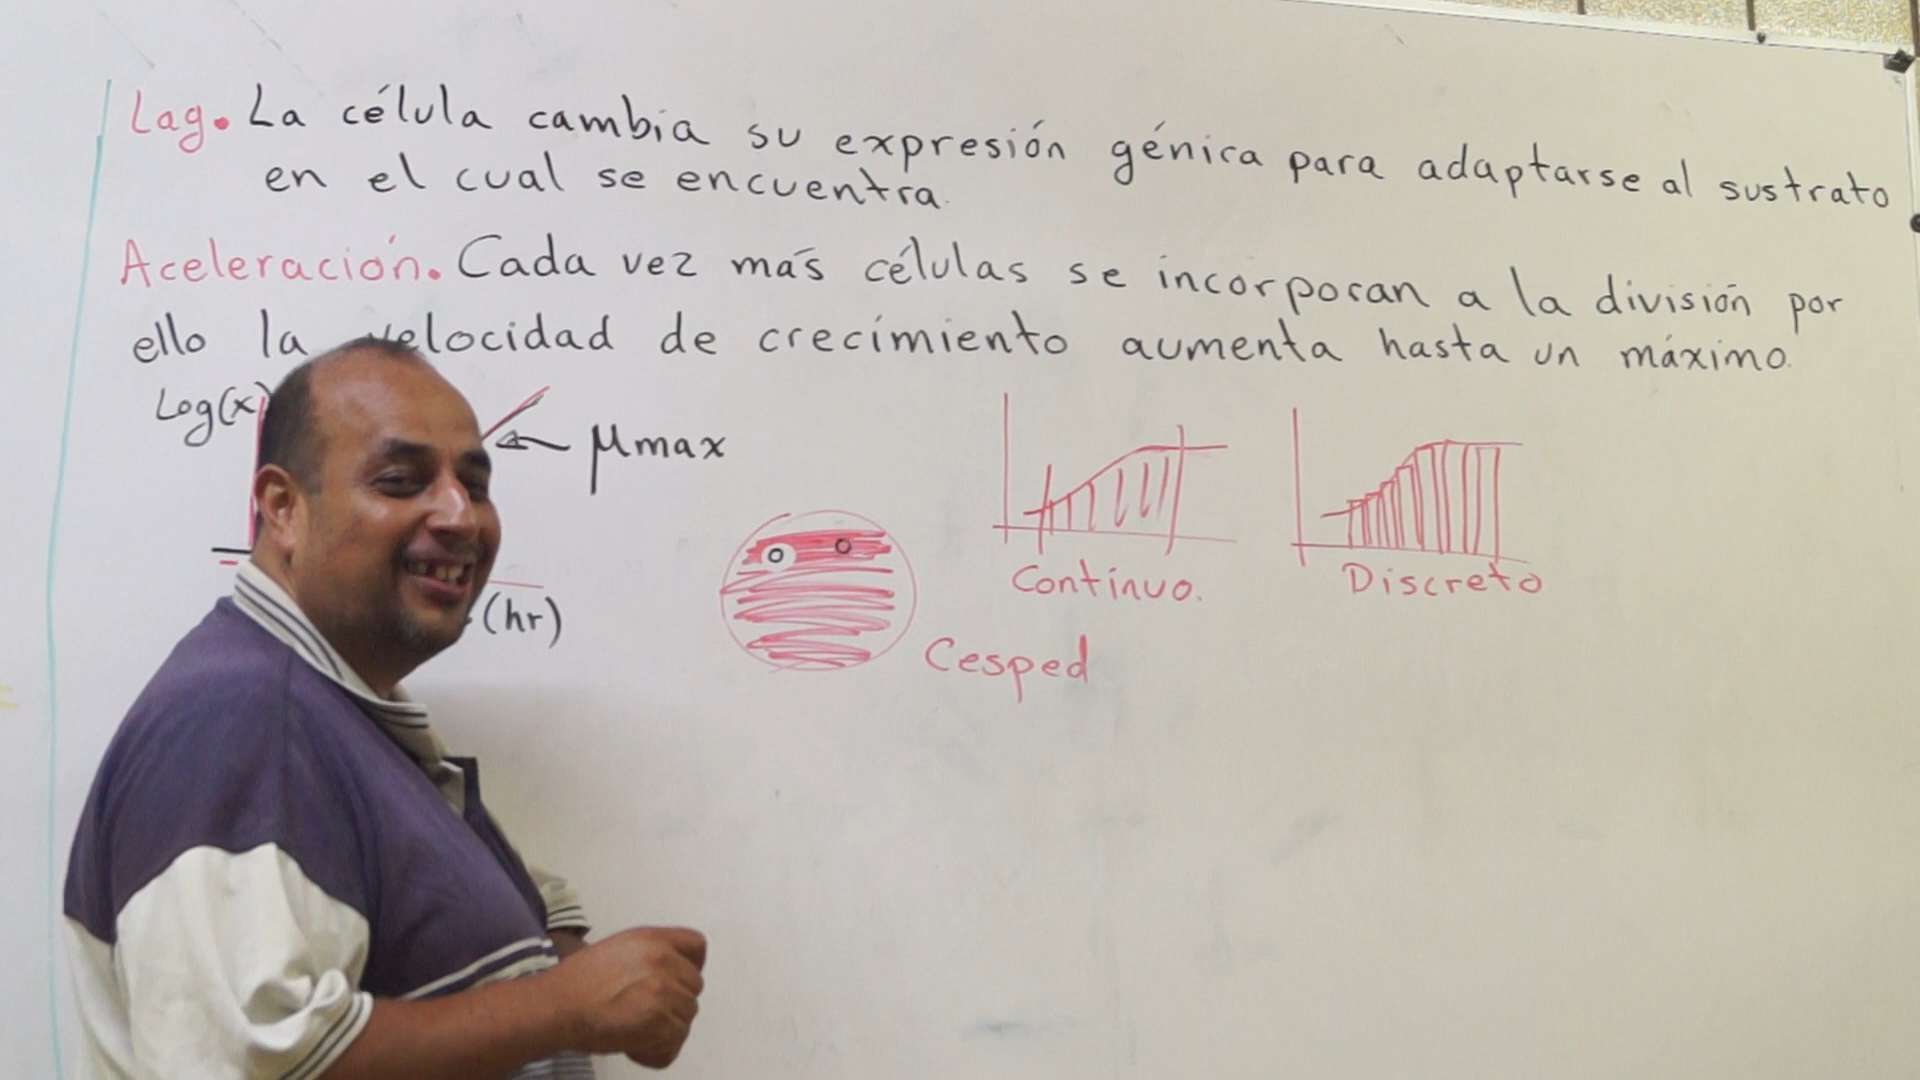 Lag. La célula cambia su expresión génica para adaptarse al sustrato
en el cual se encuentra.
Aceleración. Cada vez más células se incorporan a la división por
ello la velocidad de crecimiento aumenta hasta un máximo.
Log(x)
μmax
(hr)
Contínuo.
Discreto
Cesped